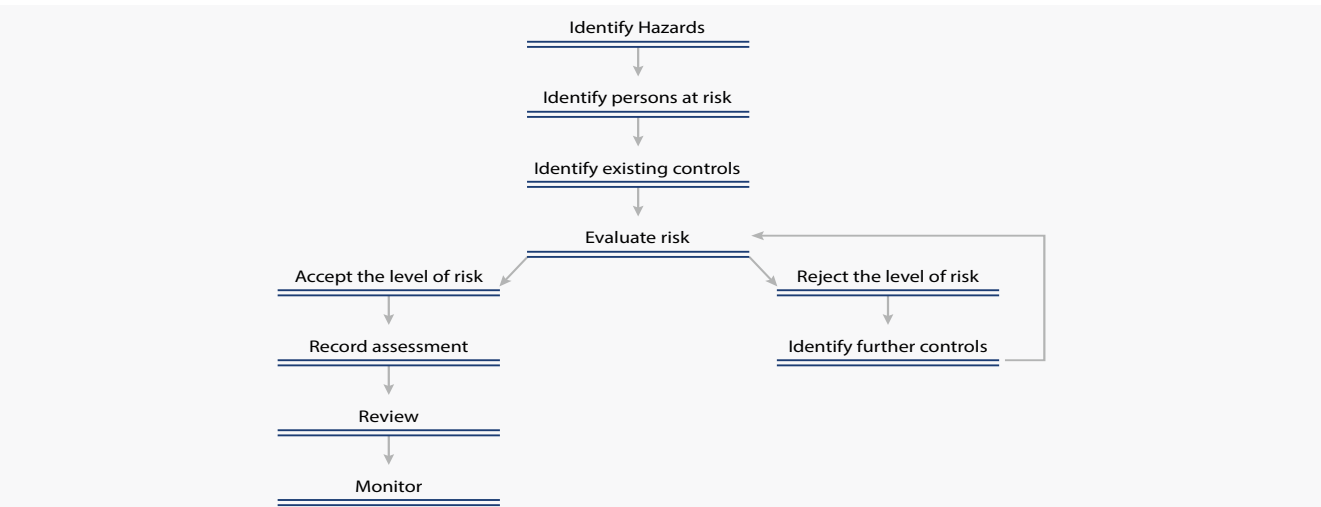 Identify Hazards
Identify persons at risk
Identify existing controls
Evaluate risk
Accept the level of risk
Reject the level of risk
Record assessment
Identify further controls
Review
Monitor